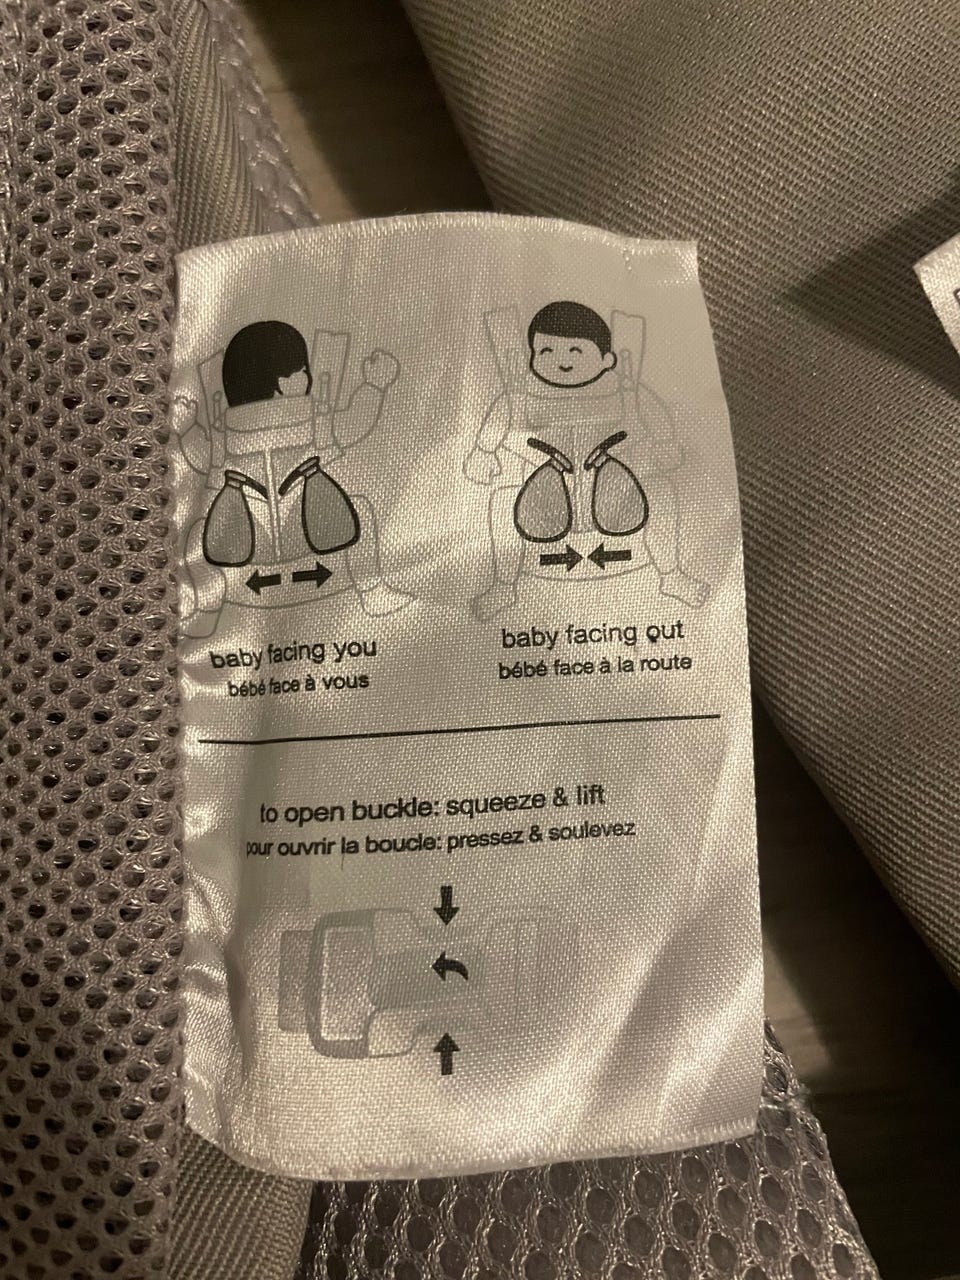 baby facing you
bébé face à vous
baby facing out
bébé face à la route
to open buckle: squeeze & lift
pour ouvrir la boucle: pressez & soulevez